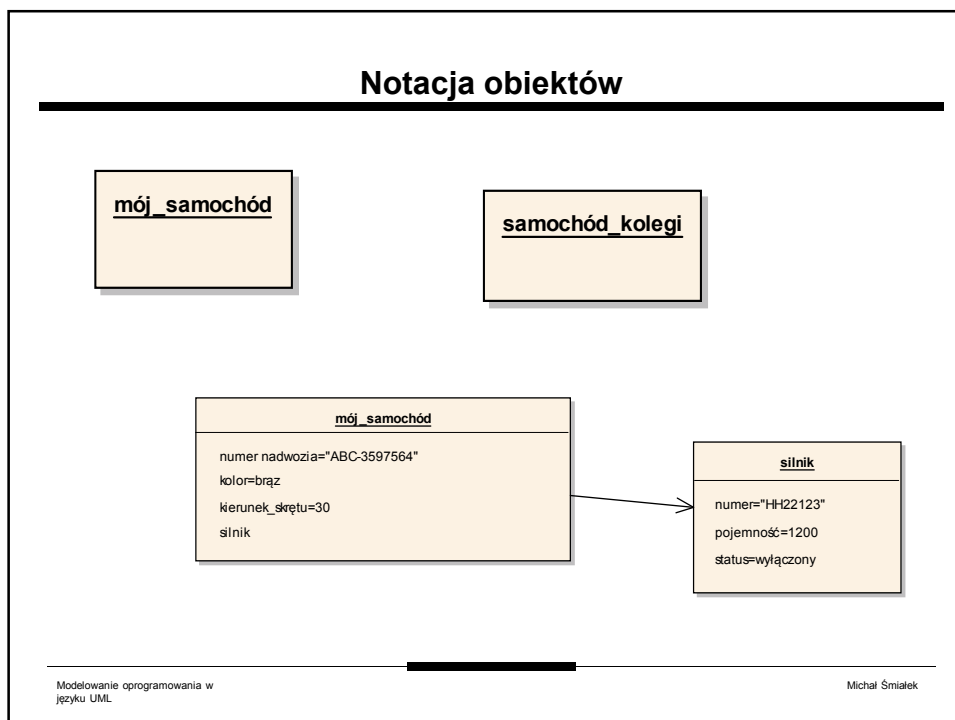 Notacja obiektów
mój_samochód
samochód_kolegi
mój_samochód
numer nadwozia="ABC-3597564"
kolor=brąz
kierunek_skrętu=30
silnik
silnik
numer="HH22123"
pojemność=1200
status=wyłączony
Modelowanie oprogramowania w
języku UML
Michał Śmiałek